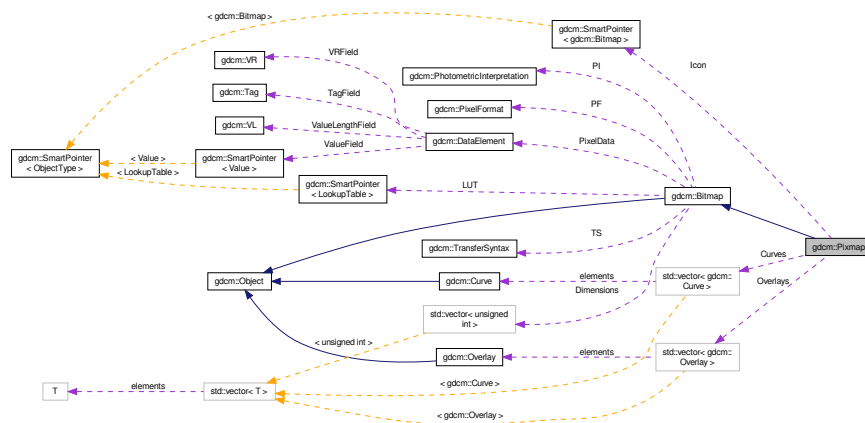 < gdcm::Bitmap >
gdcm::SmartPointer
< gdcm::Bitmap >
VRField
gdcm::VR
PI
Icon
gdcm::PhotometricInterpretation
gdcm::Tag
TagField
PF
gdcm::PixelFormat
gdcm::VL
ValueLengthField
gdcm::DataElement
PixelData
ValueField
gdcm::SmartPointer
< ObjectType >
< Value >
gdcm::SmartPointer
< Value >
< LookupTable >
gdcm::SmartPointer
< LookupTable >
LUT
gdcm::Bitmap
TS
gdcm::TransferSyntax
gdcm::Pixmap
Curves
gdcm::Object
gdcm::Curve
elements
Dimensions
std::vector< gdcm::
Curve >
Overlays
std::vector< unsigned
int >
< unsigned int >
gdcm::Overlay
elements
std::vector< gdcm::
Overlay >
T
elements
std::vector< T >
< gdcm::Curve >
< gdcm::Overlay >